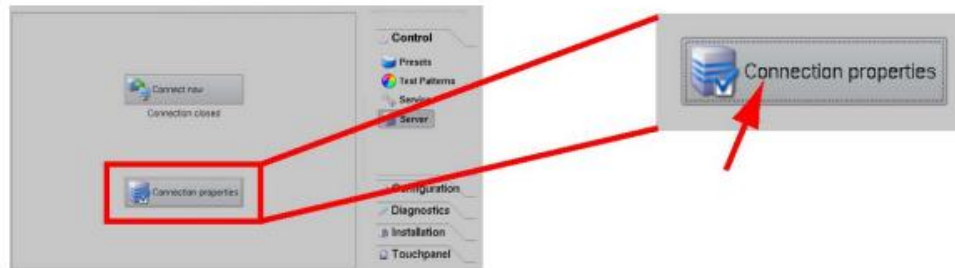 Connect now
Connection closed
Connection properties
Control
Presets
Test Patterns
Service
Server
Configuration
Diagnostics
Installation
Touchpanel
Connection properties